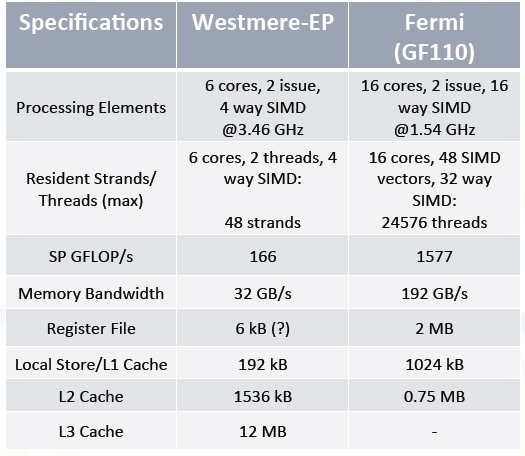 Specifications Westmere-EP Fermi
(GF110)
Processing Elements
6 cores, 2 issue,
4 way SIMD
@3.46 GHz
16 cores, 2 issue, 16
way SIMD
@1.54 GHz
Resident Strands/
Threads (max)
6 cores, 2 threads, 4
way SIMD:
48 strands
16 cores, 48 SIMD
vectors, 32 way
SIMD:
24576 threads
SP GFLOP/s 166 1577
Memory Bandwidth 32 GB/s 192 GB/s
Register File 6 kB (?) 2 MB
Local Store/L1 Cache 192 kB 1024 kB
L2 Cache 1536 kB 0.75 MB
L3 Cache 12 MB -